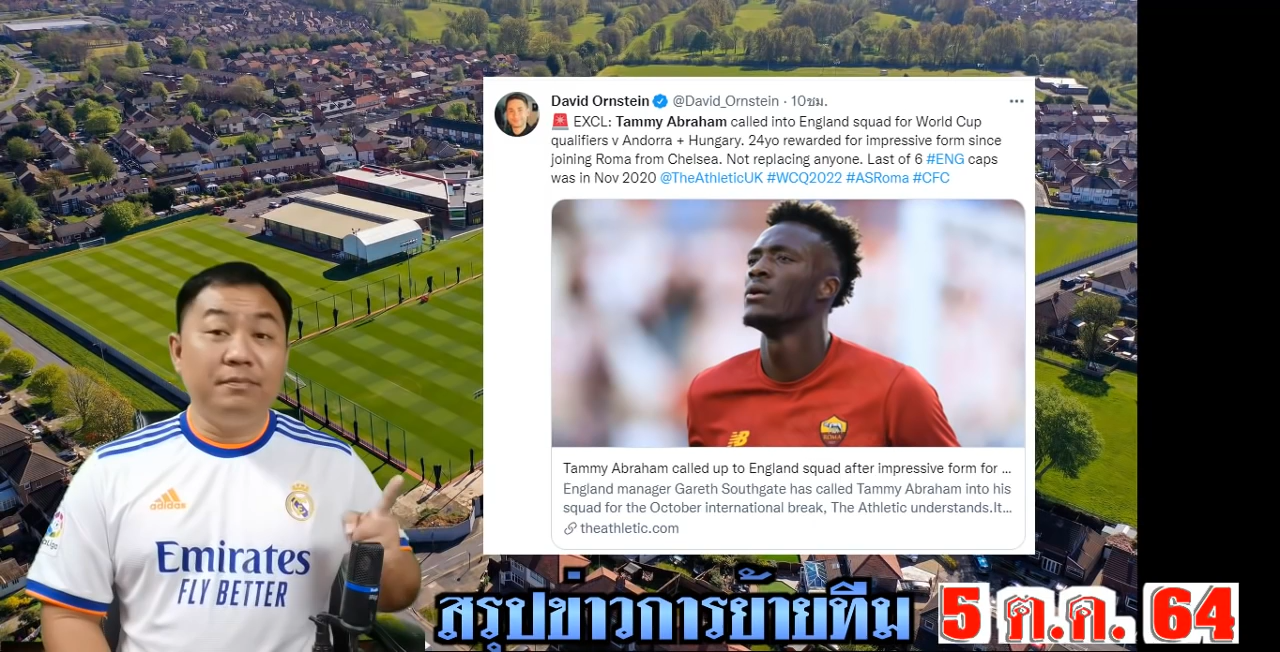 David Ornstein @David_Ornstein · 10ชม.
🚨 EXCL: Tammy Abraham called into England squad for World Cup
qualifiers v Andorra + Hungary. 24yo rewarded for impressive form since
joining Roma from Chelsea. Not replacing anyone. Last of 6 #ENG caps
was in Nov 2020 @TheAthleticUK #WCQ2022 #ASRoma #CFC
ROMA
Tammy Abraham called up to England squad after impressive form for ...
England manager Gareth Southgate has called Tammy Abraham into his
squad for the October international break, The Athletic understands.It...
theathletic.com
adidas
Emirates
FLY BETTER
สรุปข่าวการย้ายทีม 5 ต.ค. 64